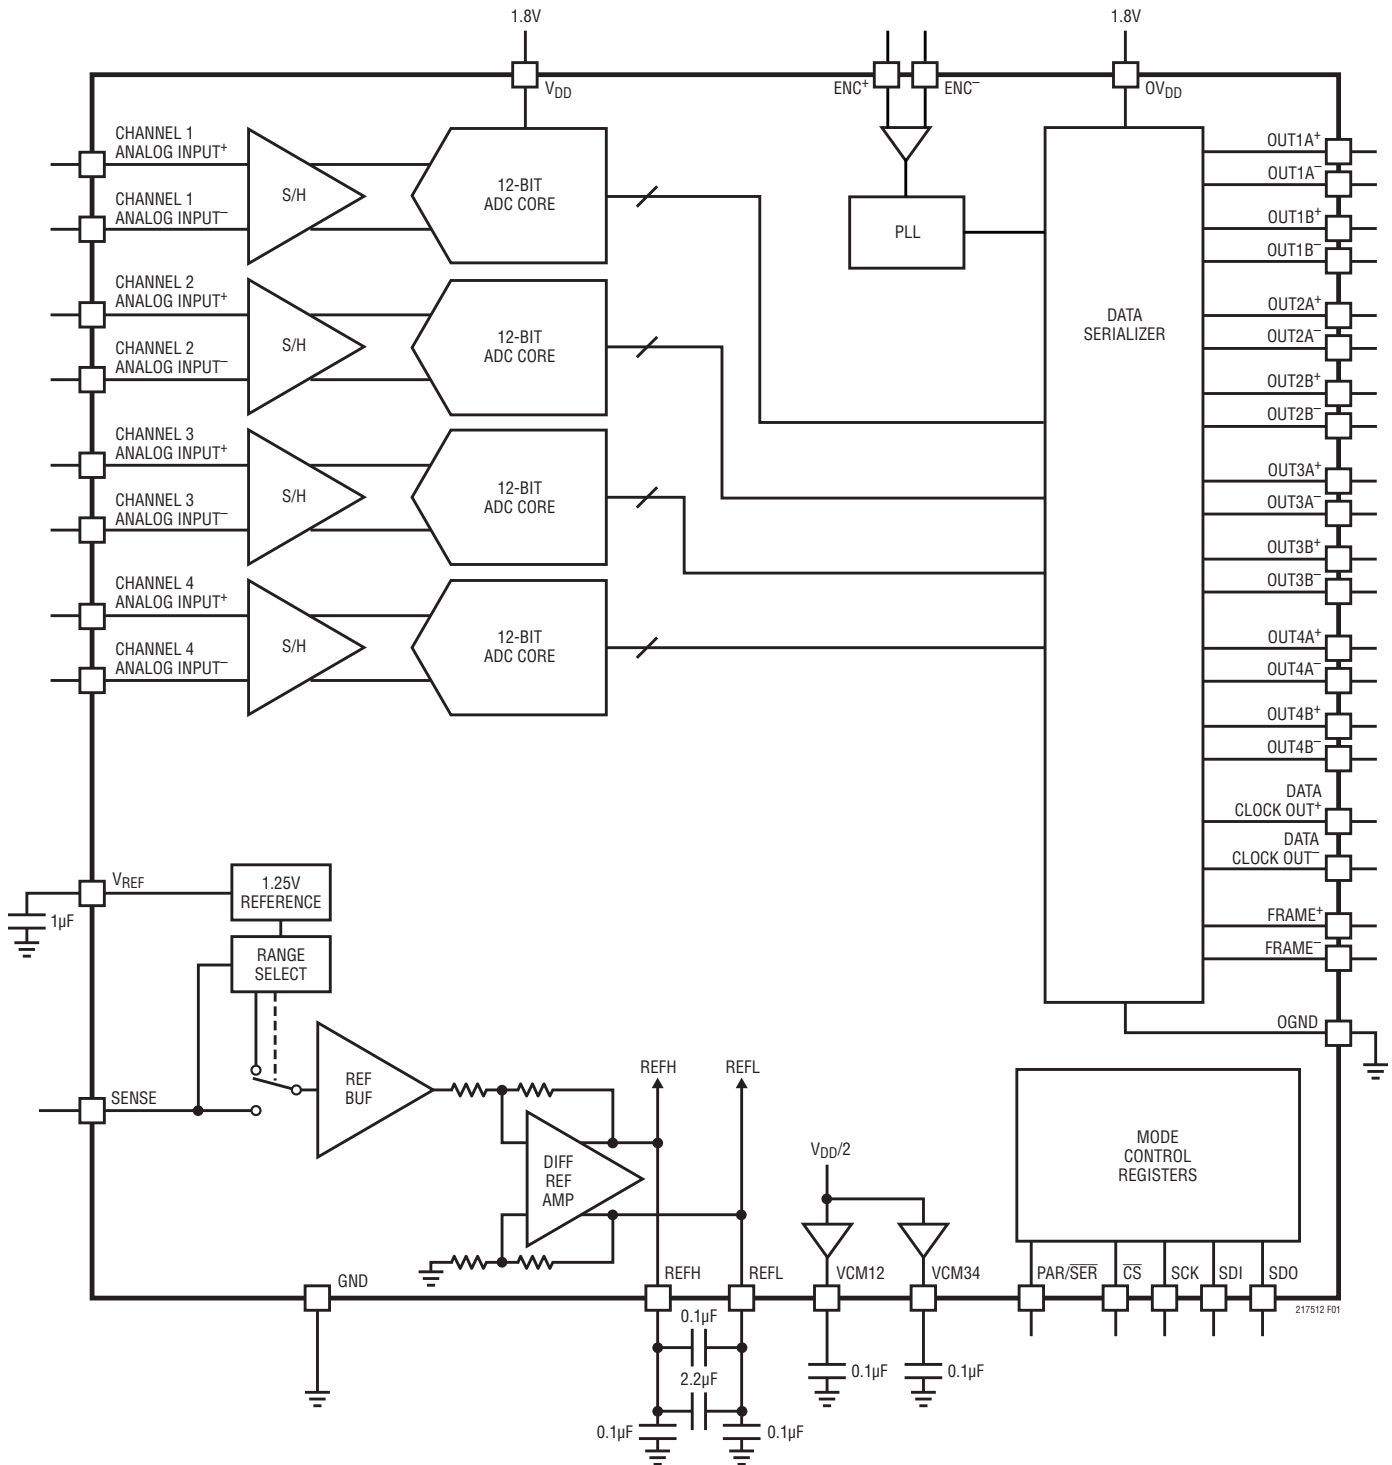 1.8V
1.8V
VDD
ENC+
ENC–
OVDD
CHANNEL 1
ANALOG INPUT+
CHANNEL 1
ANALOG INPUT–
S/H
12-BIT
ADC CORE
CHANNEL 2
ANALOG INPUT+
CHANNEL 2
ANALOG INPUT–
S/H
12-BIT
ADC CORE
CHANNEL 3
ANALOG INPUT+
CHANNEL 3
ANALOG INPUT–
S/H
12-BIT
ADC CORE
CHANNEL 4
ANALOG INPUT+
CHANNEL 4
ANALOG INPUT–
S/H
12-BIT
ADC CORE
PLL
DATA
SERIALIZER
OUT1A+
OUT1A–
OUT1B+
OUT1B–
OUT2A+
OUT2A–
OUT2B+
OUT2B–
OUT3A+
OUT3A–
OUT3B+
OUT3B–
OUT4A+
OUT4A–
OUT4B+
OUT4B–
DATA
CLOCK OUT+
DATA
CLOCK OUT–
FRAME+
FRAME–
OGND
VREF
1µF
1.25V
REFERENCE
RANGE
SELECT
SENSE
REF
BUF
DIFF
REF
AMP
REFH
REFL
VDD/2
MODE
CONTROL
REGISTERS
GND
REFH
REFL
VCM12
VCM34
PAR/SER
CS
SCK
SDI
SDO
217512 F01
0.1µF
2.2µF
0.1µF
0.1µF
0.1µF
0.1µF